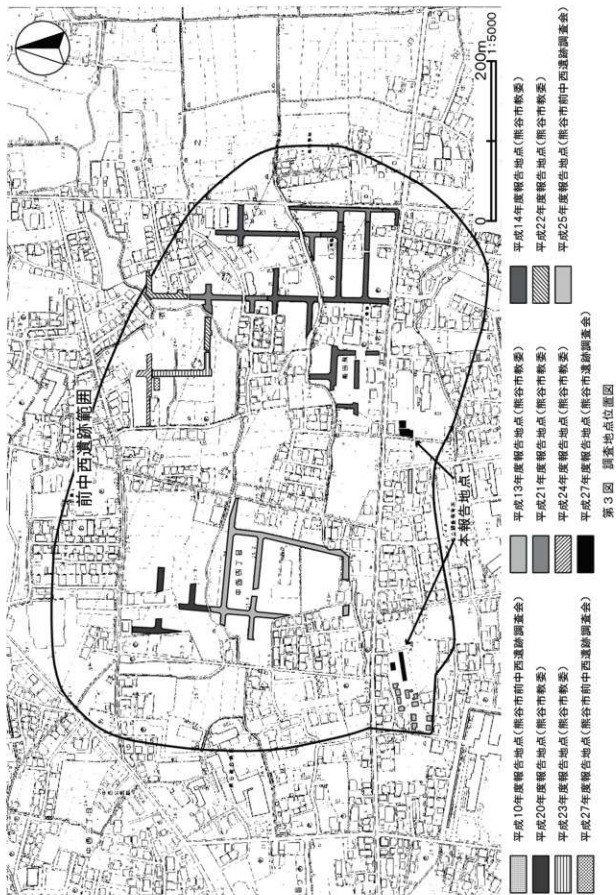 前中西遺跡範囲
本報告地点
0
200m
1:5000
平成10年度報告地点(熊谷市前中西遺跡調査会)
平成20年度報告地点(熊谷市教委)
平成23年度報告地点(熊谷市教委)
平成27年度報告地点(熊谷市前中西遺跡調査会)
平成13年度報告地点(熊谷市教委)
平成21年度報告地点(熊谷市教委)
平成24年度報告地点(熊谷市教委)
平成27年度報告地点(熊谷市遺跡調査会)
平成14年度報告地点(熊谷市教委)
平成22年度報告地点(熊谷市教委)
平成25年度報告地点(熊谷市前中西遺跡調査会)
第3図 調査地点位置図